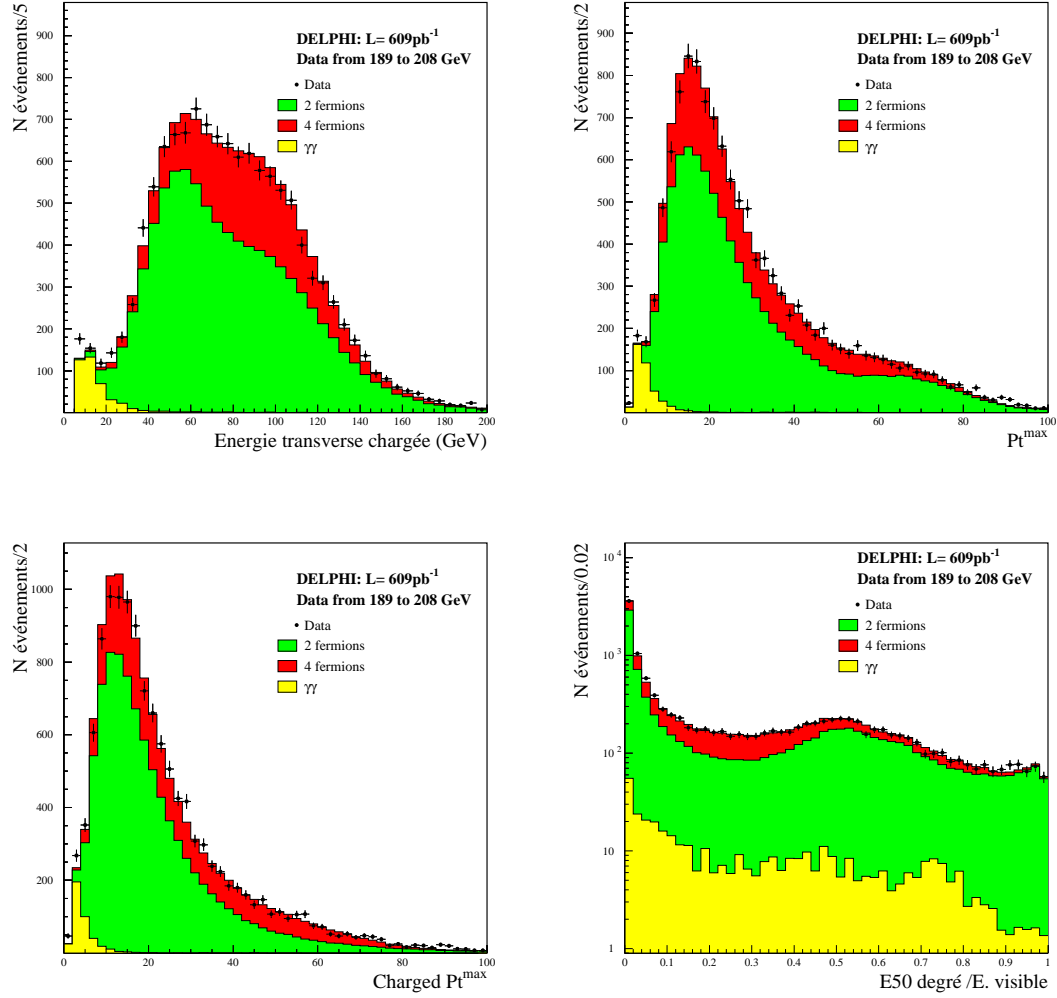 N événements/5
900
800
700
600
500
400
300
200
100
0 20 40 60 80 100 120 140 160 180 200
Energie transverse chargée (GeV)
DELPHI: L= 609pb⁻¹
Data from 189 to 208 GeV
Data
2 fermions
4 fermions
γγ
N événements/2
900
800
700
600
500
400
300
200
100
0 20 40 60 80 100
Pt^max
DELPHI: L= 609pb⁻¹
Data from 189 to 208 GeV
Data
2 fermions
4 fermions
γγ
N événements/2
1000
800
600
400
200
0 20 40 60 80 100
Charged Pt^max
DELPHI: L= 609pb⁻¹
Data from 189 to 208 GeV
Data
2 fermions
4 fermions
γγ
N événements/0.02
10⁴
10³
10²
10
1
0 0.1 0.2 0.3 0.4 0.5 0.6 0.7 0.8 0.9 1
E50 degré /E. visible
DELPHI: L= 609pb⁻¹
Data from 189 to 208 GeV
Data
2 fermions
4 fermions
γγ